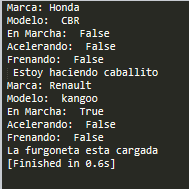 Marca: Honda
Modelo:  CBR
En Marcha:  False
Acelerando:  False
Frenando:  False
 Estoy haciendo caballito
Marca: Renault
Modelo:  kangoo
En Marcha:  True
Acelerando:  False
Frenando:  False
La furgoneta esta cargada
[Finished in 0.6s]